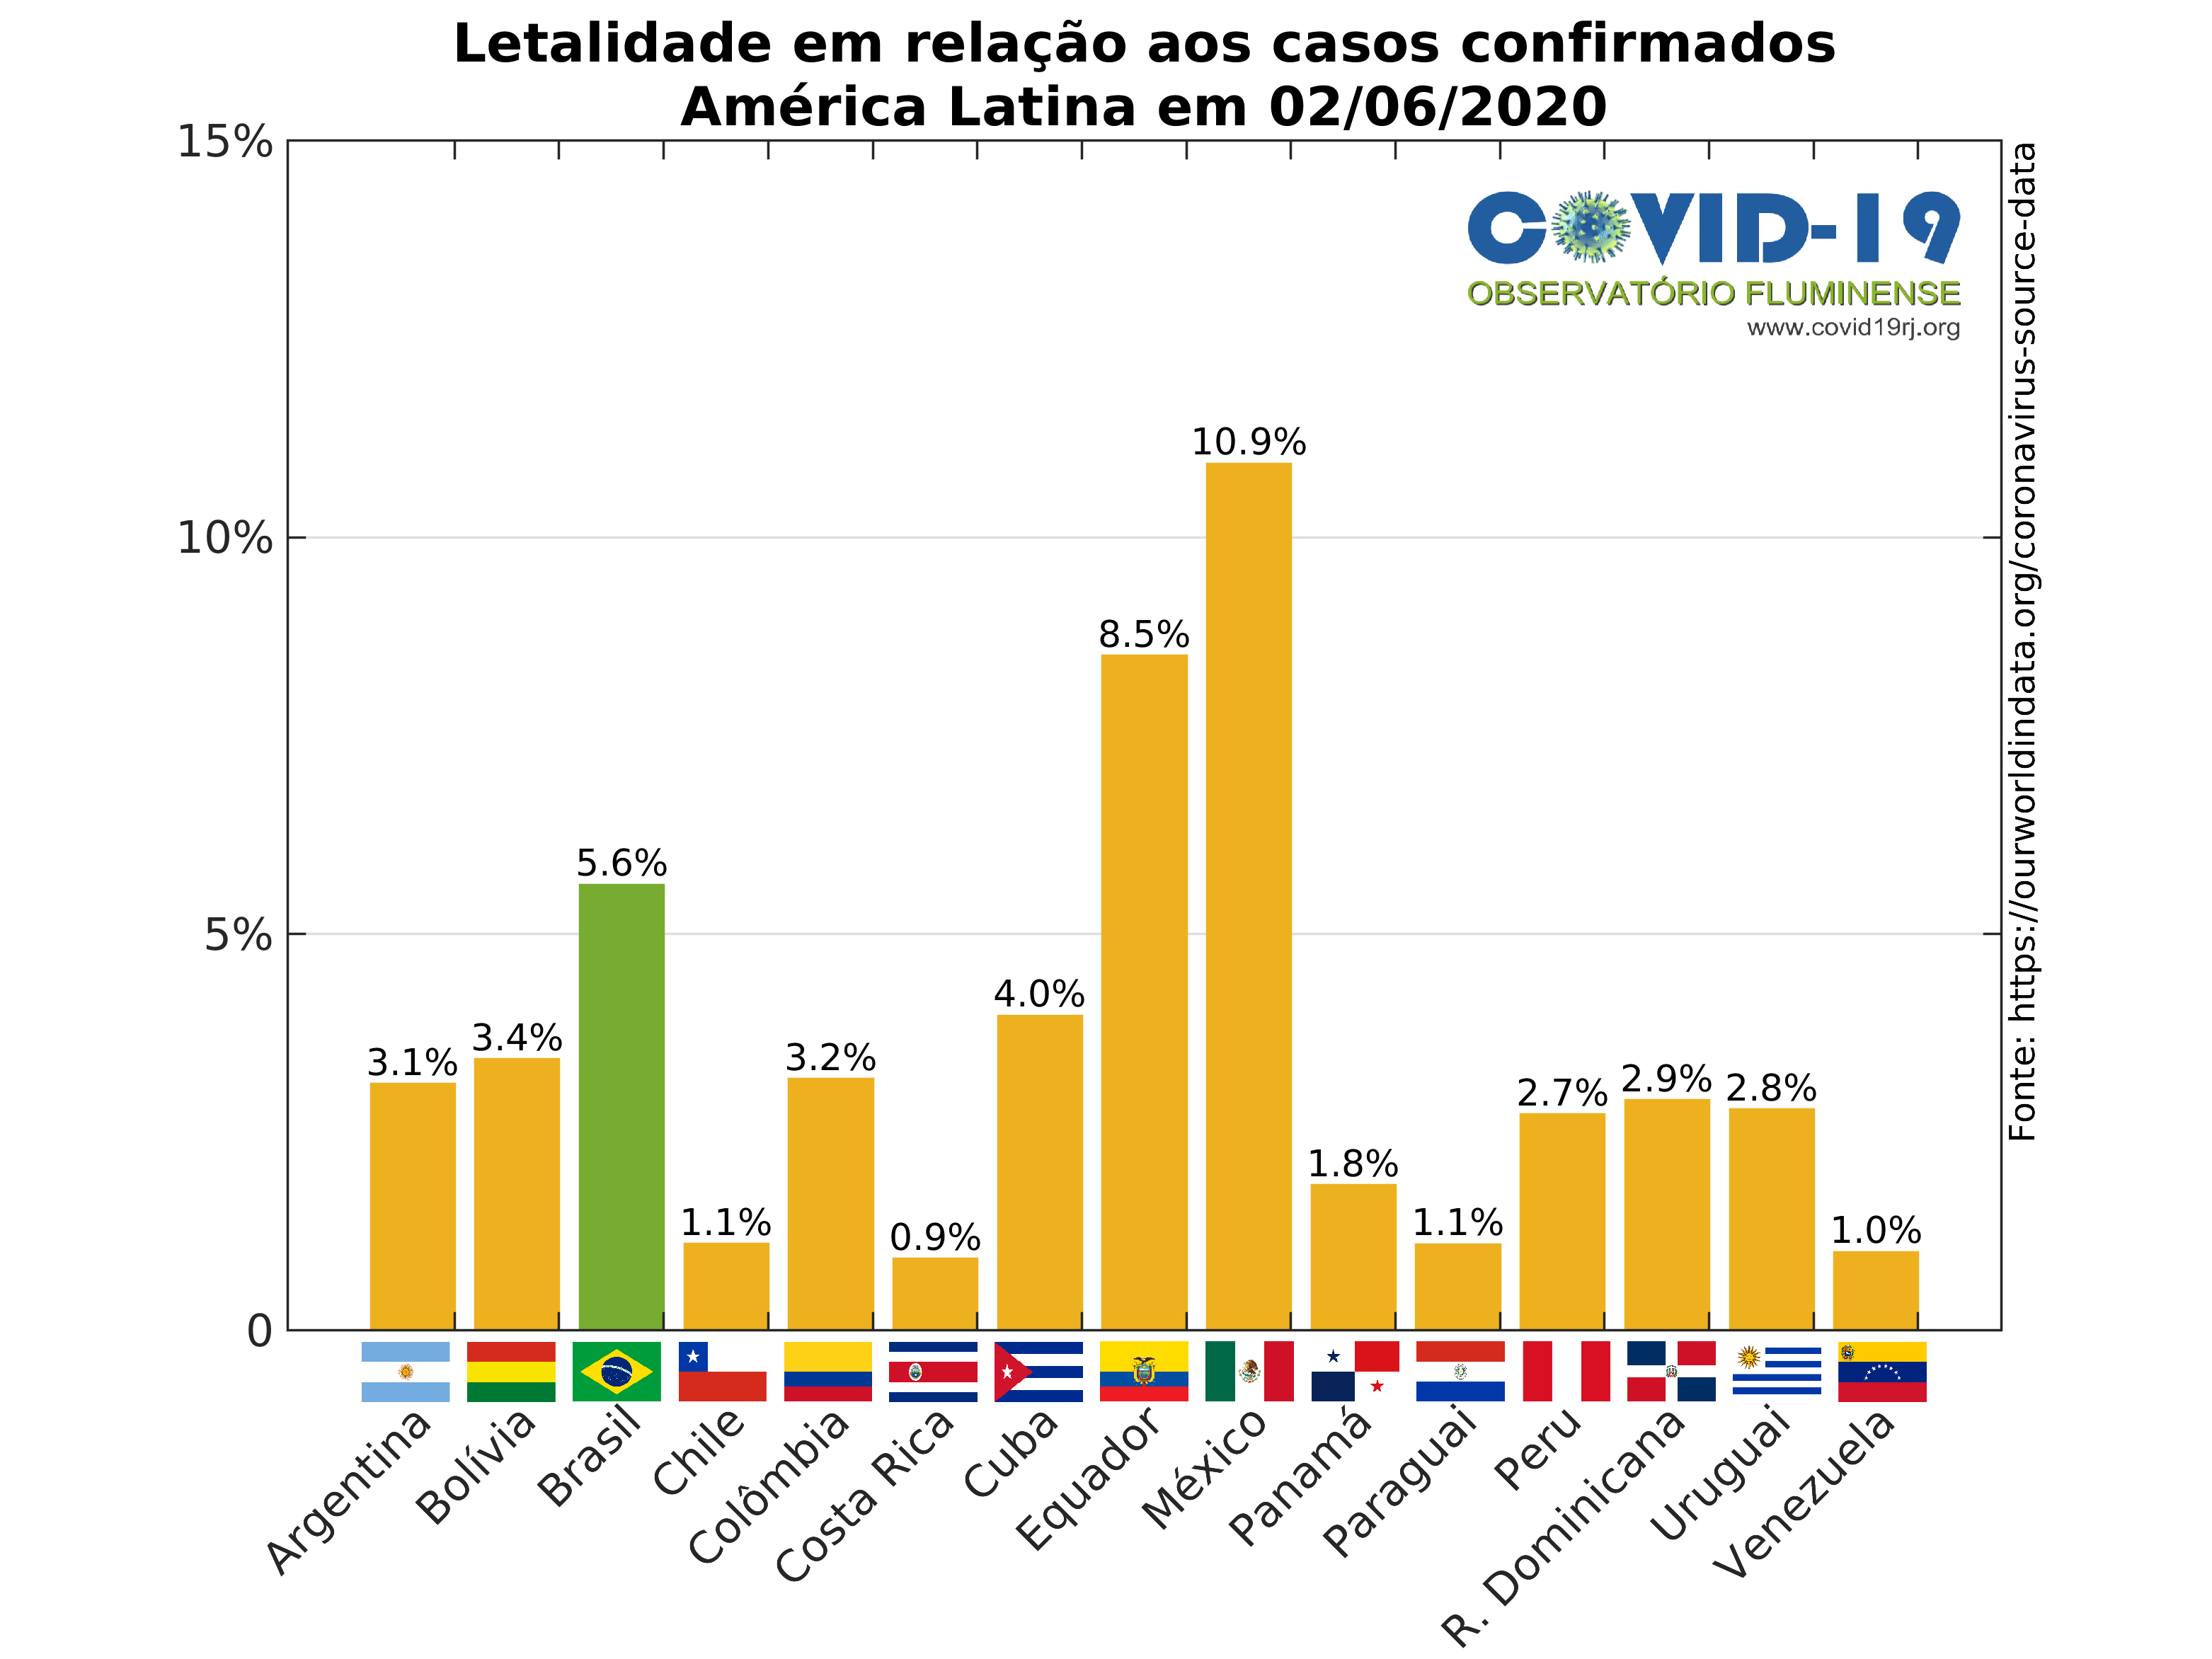 Letalidade em relação aos casos confirmados
América Latina em 02/06/2020
15%
10%
5%
0
COVID-19
OBSERVATÓRIO FLUMINENSE
www.covid19rj.org
3.1%
3.4%
5.6%
1.1%
3.2%
0.9%
4.0%
8.5%
10.9%
1.8%
1.1%
2.7%
2.9%
2.8%
1.0%
Argentina
Bolívia
Brasil
Chile
Colômbia
Costa Rica
Cuba
Equador
México
Panamá
Paraguai
Peru
R. Dominicana
Uruguai
Venezuela
Fonte: https://ourworldindata.org/coronavirus-source-data